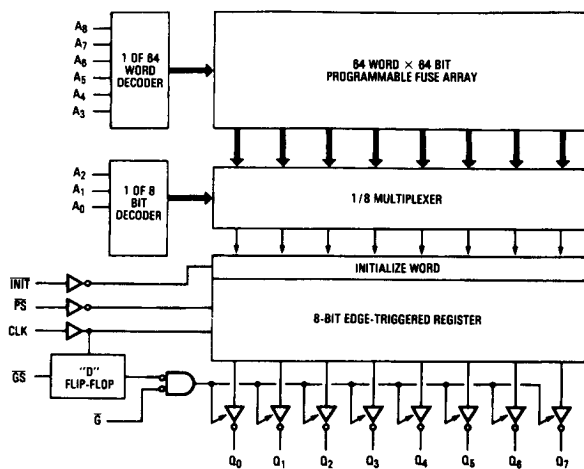 A8
A7
A6
A5
A4
A3
1 OF 64
WORD
DECODER
64 WORD × 64 BIT
PROGRAMMABLE FUSE ARRAY
A2
A1
A0
1 OF 8
BIT
DECODER
1/8 MULTIPLEXER
INIT
INITIALIZE WORD
PS
CLK
8-BIT EDGE-TRIGGERED REGISTER
GS
"D"
FLIP-FLOP
G
Q0 Q1 Q2 Q3 Q4 Q5 Q6 Q7